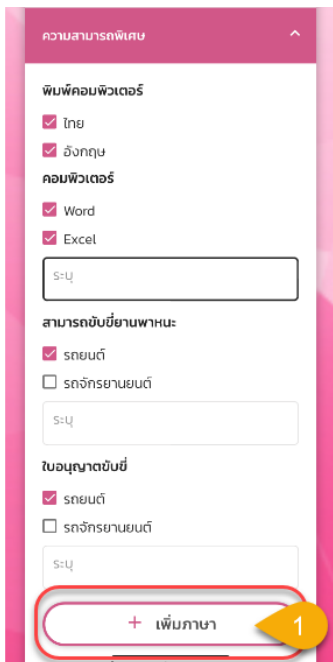 ความสามารถพิเศษ
พิมพ์คอมพิวเตอร์
ไทย
อังกฤษ
คอมพิวเตอร์
Word
Excel
ระบุ
สามารถขับขี่ยานพาหนะ
รถยนต์
รถจักรยานยนต์
ระบุ
ใบอนุญาตขับขี่
รถยนต์
รถจักรยานยนต์
ระบุ
+ เพิ่มภาษา 1